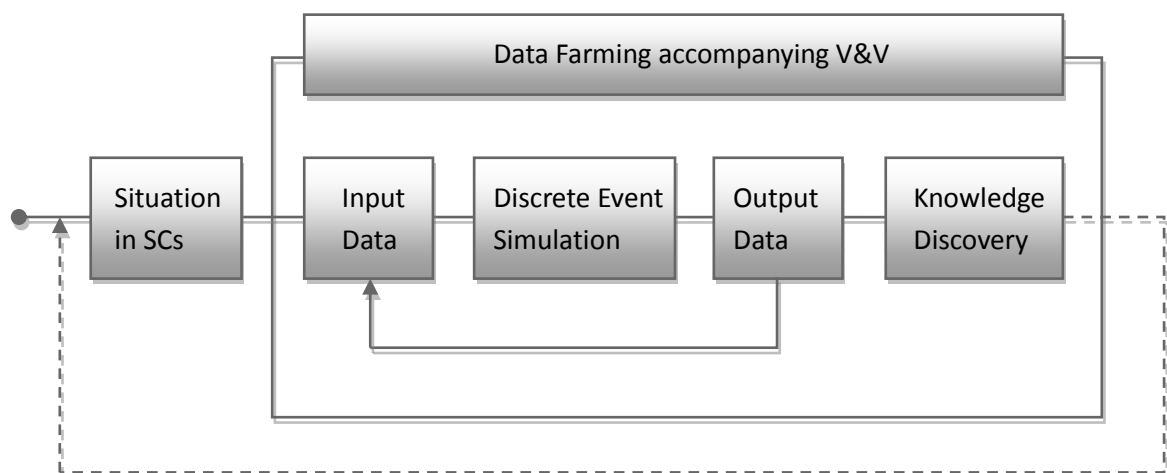 Data Farming accompanying V&V
Situation
in SCs
Input
Data
Discrete Event
Simulation
Output
Data
Knowledge
Discovery